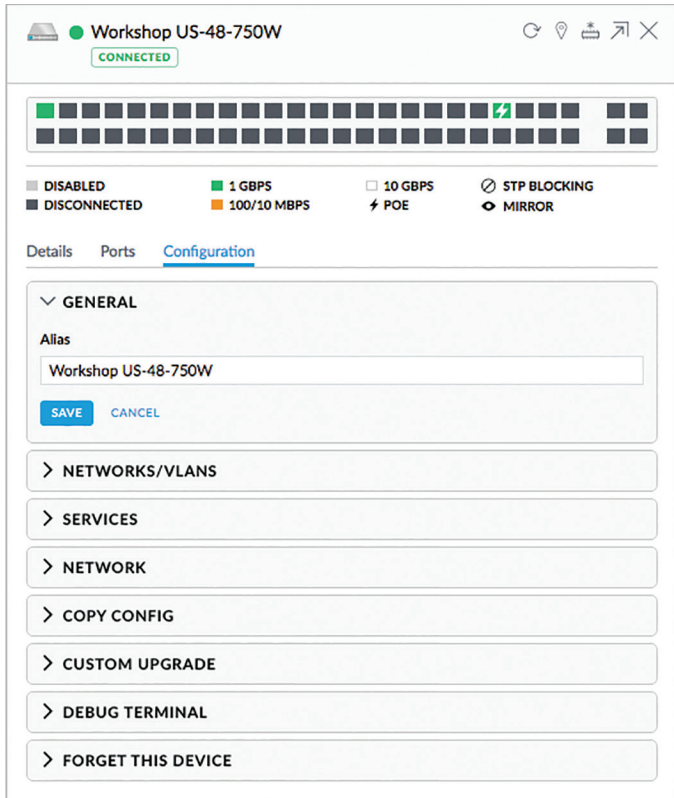 Workshop US-48-750W
CONNECTED
DISABLED 1 GBPS 10 GBPS STP BLOCKING
DISCONNECTED 100/10 MBPS POE MIRROR
Details Ports Configuration
GENERAL
Alias
Workshop US-48-750W
SAVE CANCEL
NETWORKS/VLANS
SERVICES
NETWORK
COPY CONFIG
CUSTOM UPGRADE
DEBUG TERMINAL
FORGET THIS DEVICE